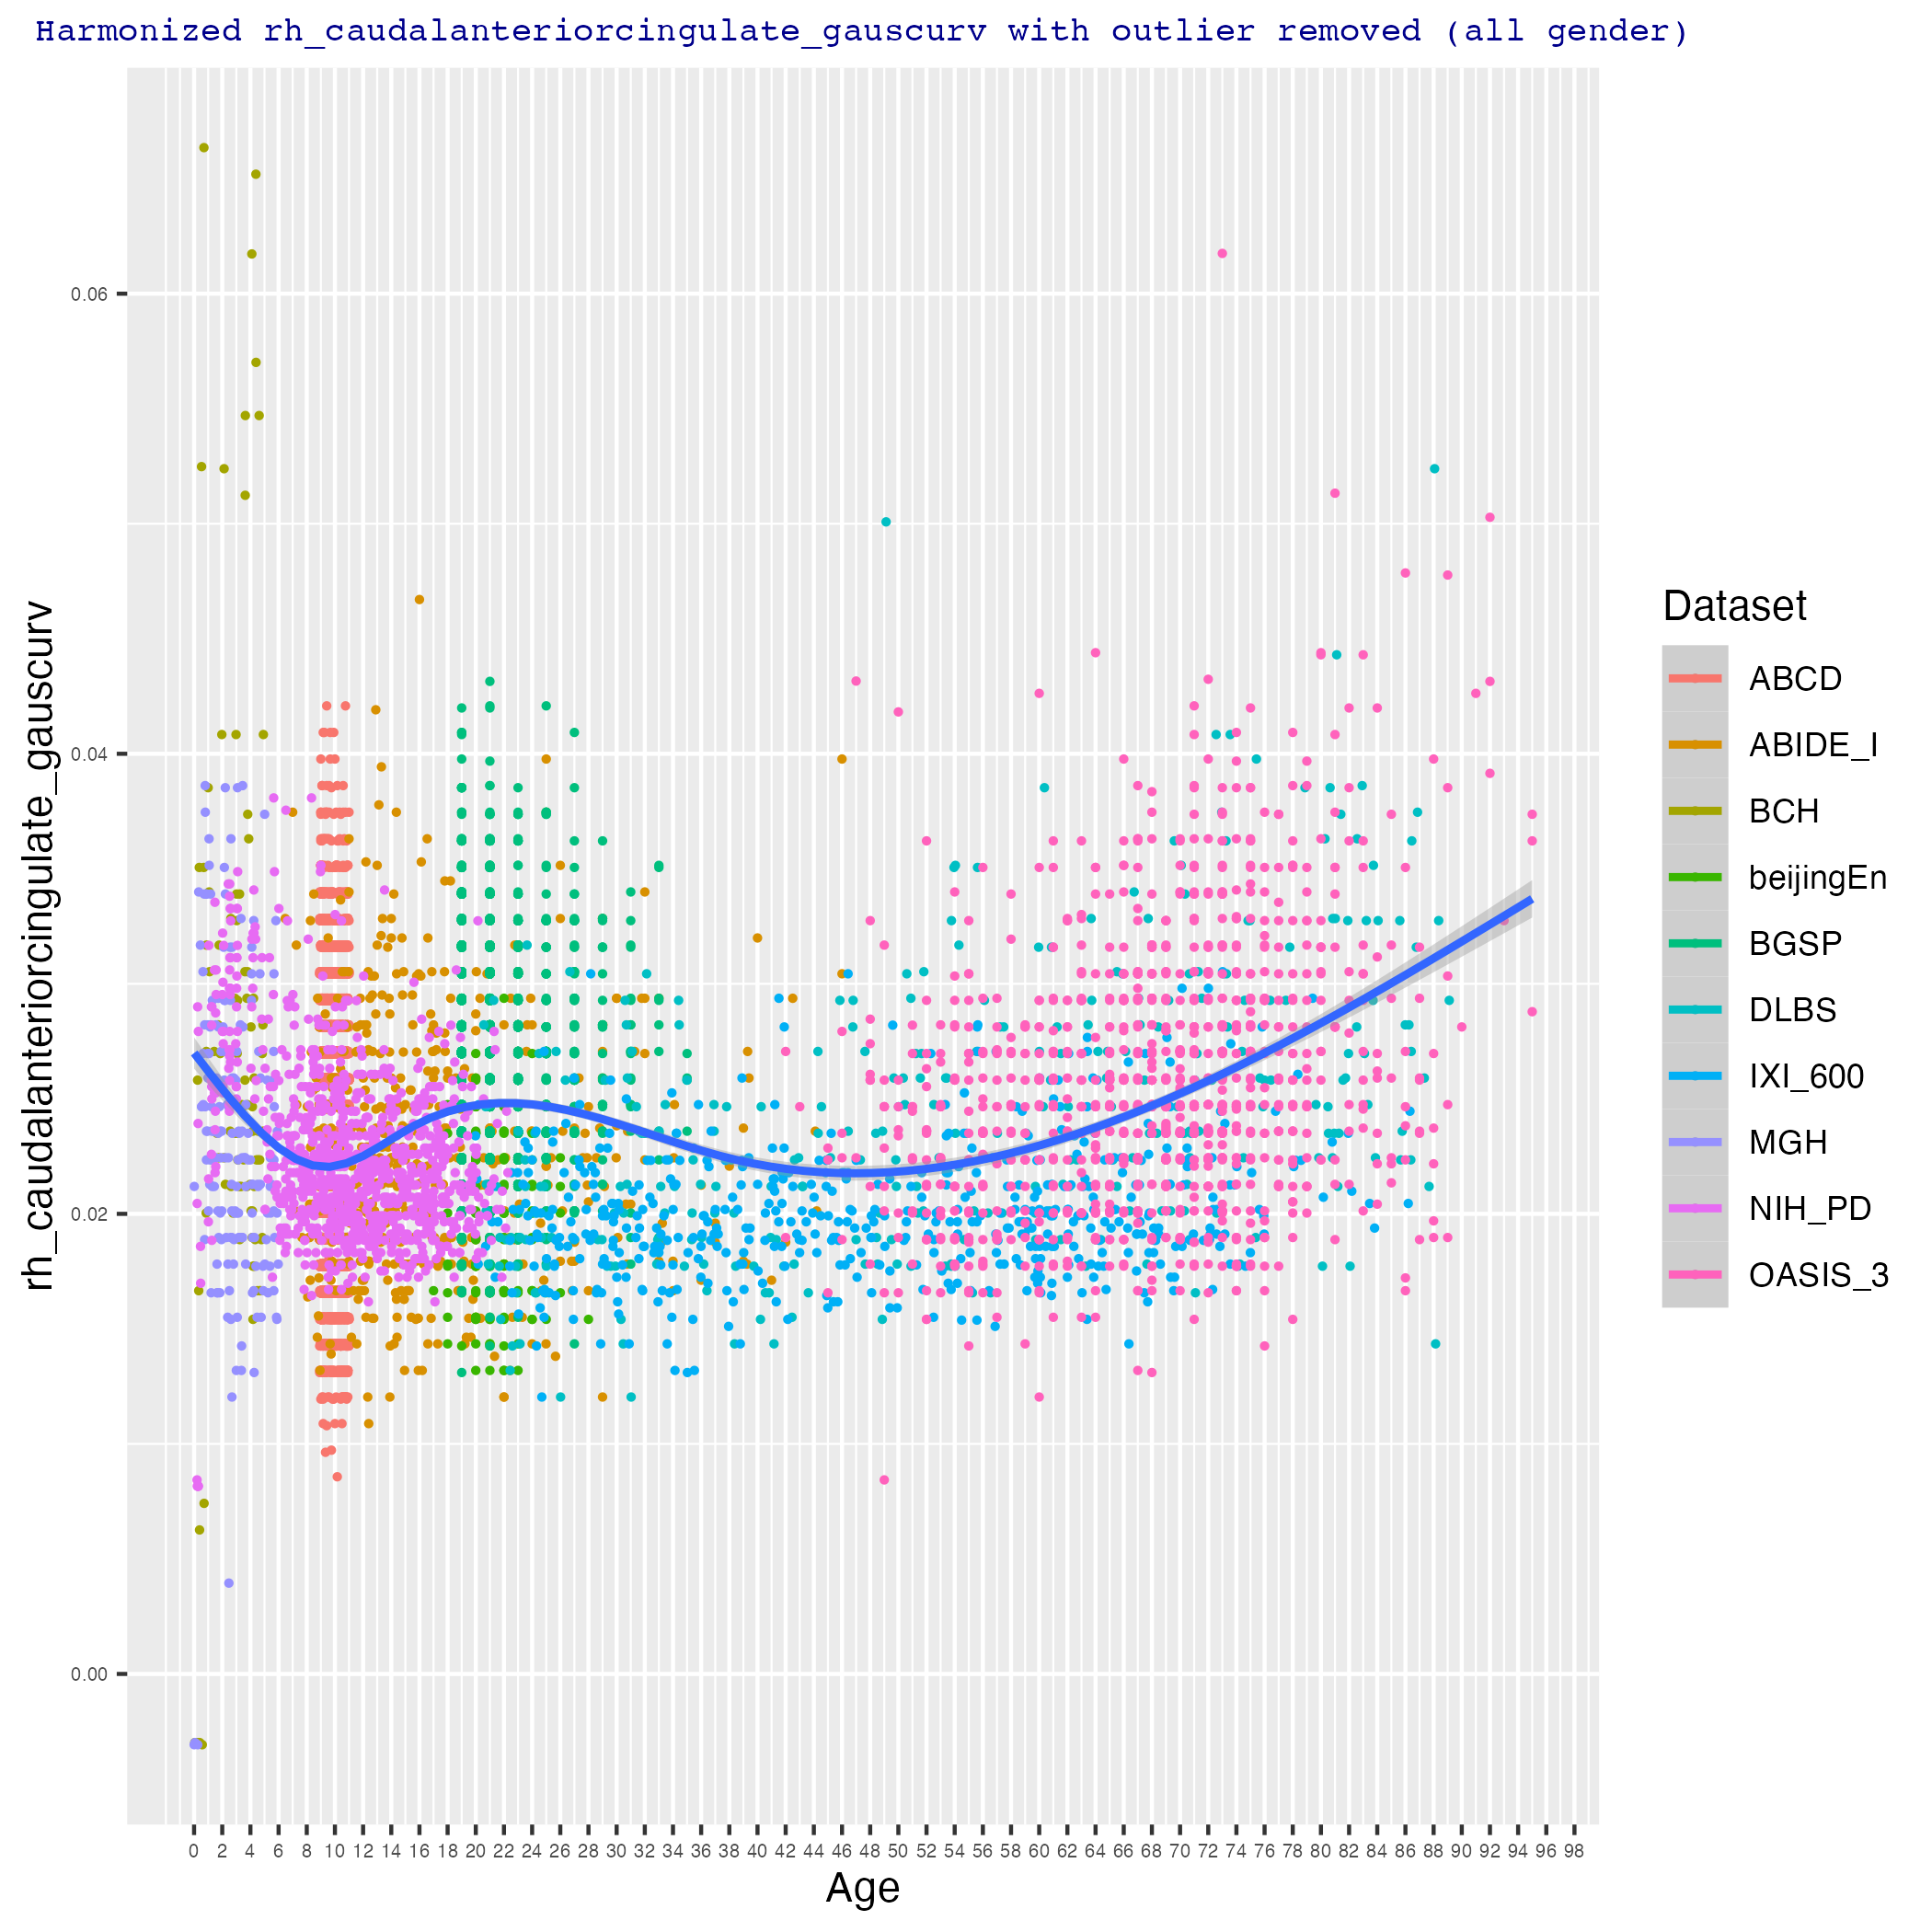 Harmonized rh_caudalanteriorcingulate_gauscurv with outlier removed (all gender)
rh_caudalanteriorcingulate_gauscurv
0.06
0.04
0.02
0.00
0 2 4 6 8 10 12 14 16 18 20 22 24 26 28 30 32 34 36 38 40 42 44 46 48 50 52 54 56 58 60 62 64 66 68 70 72 74 76 78 80 82 84 86 88 90 92 94 96 98
Age
Dataset
ABCD
ABIDE_I
BCH
beijingEn
BGSP
DLBS
IXI_600
MGH
NIH_PD
OASIS_3